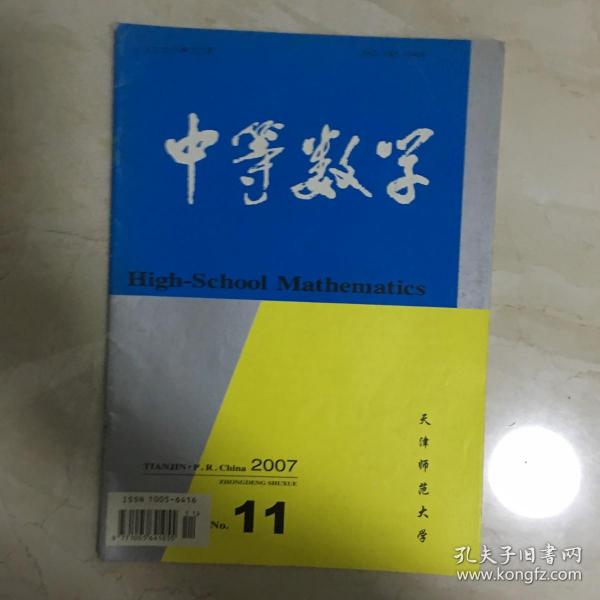 中等数学
High-School Mathematics
天津师范大学
TIANJIN·P.R.China 2007
ZHONGDENG SHUXUE
ISSN 1005-6416
No. 11
孔夫子旧书网
www.kongfz.com